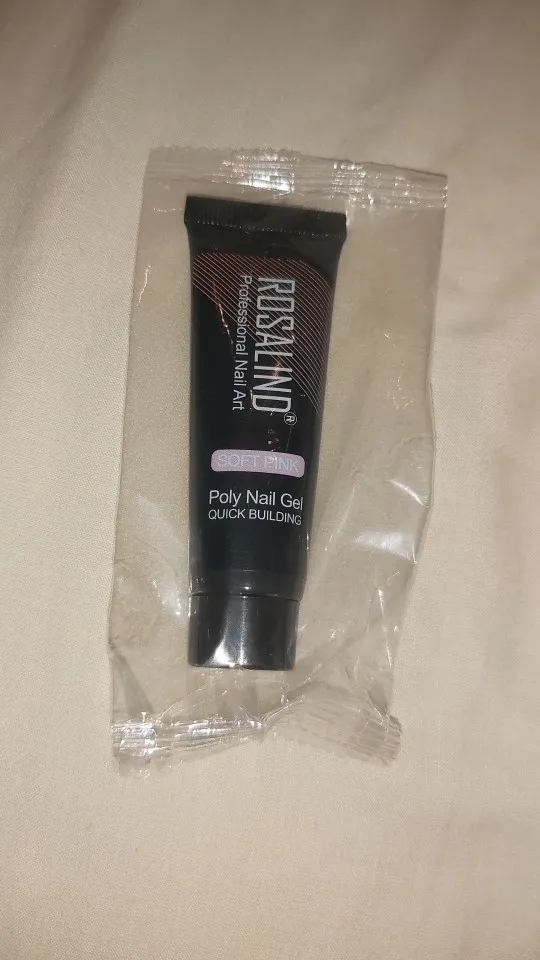 ROSALIND®
Professional Nail Art
SOFT PINK
Poly Nail Gel
QUICK BUILDING